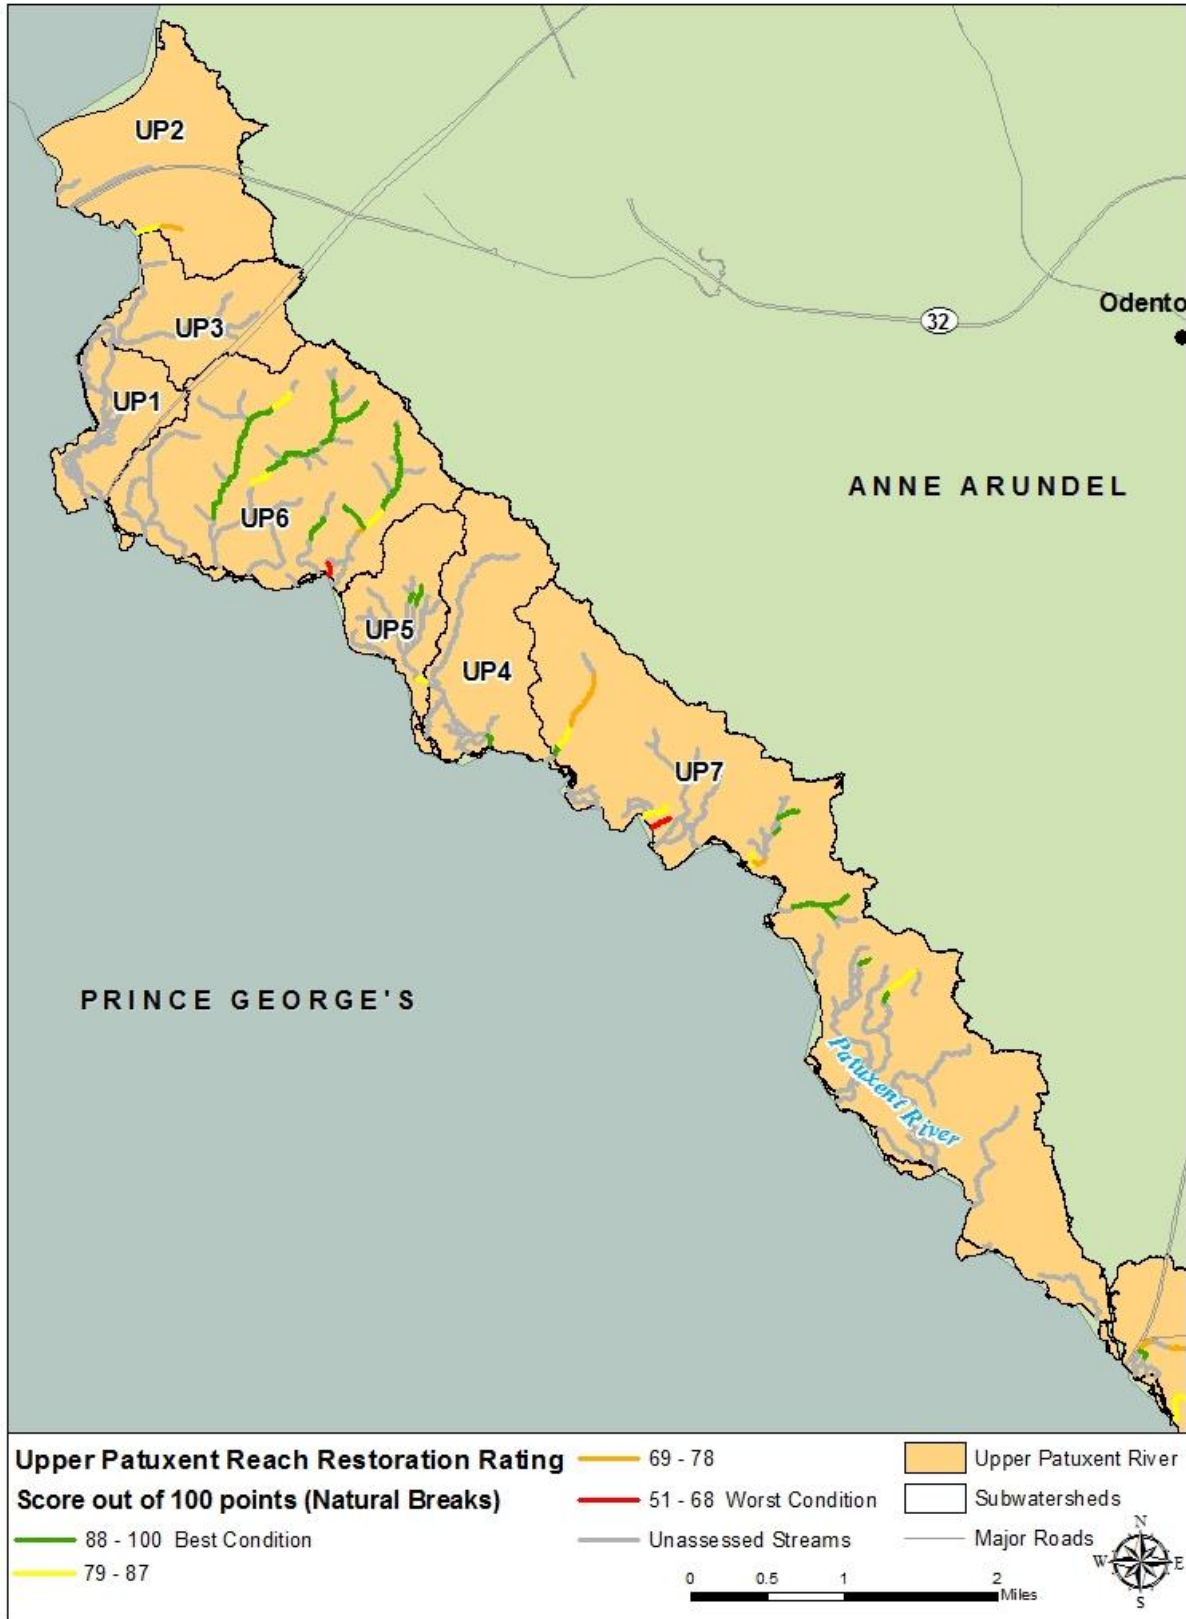 UP2
32
Odento
UP3
UP1
ANNE ARUNDEL
UP6
UP5
UP4
UP7
PRINCE GEORGE'S
Patuxent River
Upper Patuxent Reach Restoration Rating
Score out of 100 points (Natural Breaks)
88 - 100 Best Condition
79 - 87
69 - 78
51 - 68 Worst Condition
Unassessed Streams
Upper Patuxent River
Subwatersheds
Major Roads
N
W E
S
0 0.5 1 2
Miles